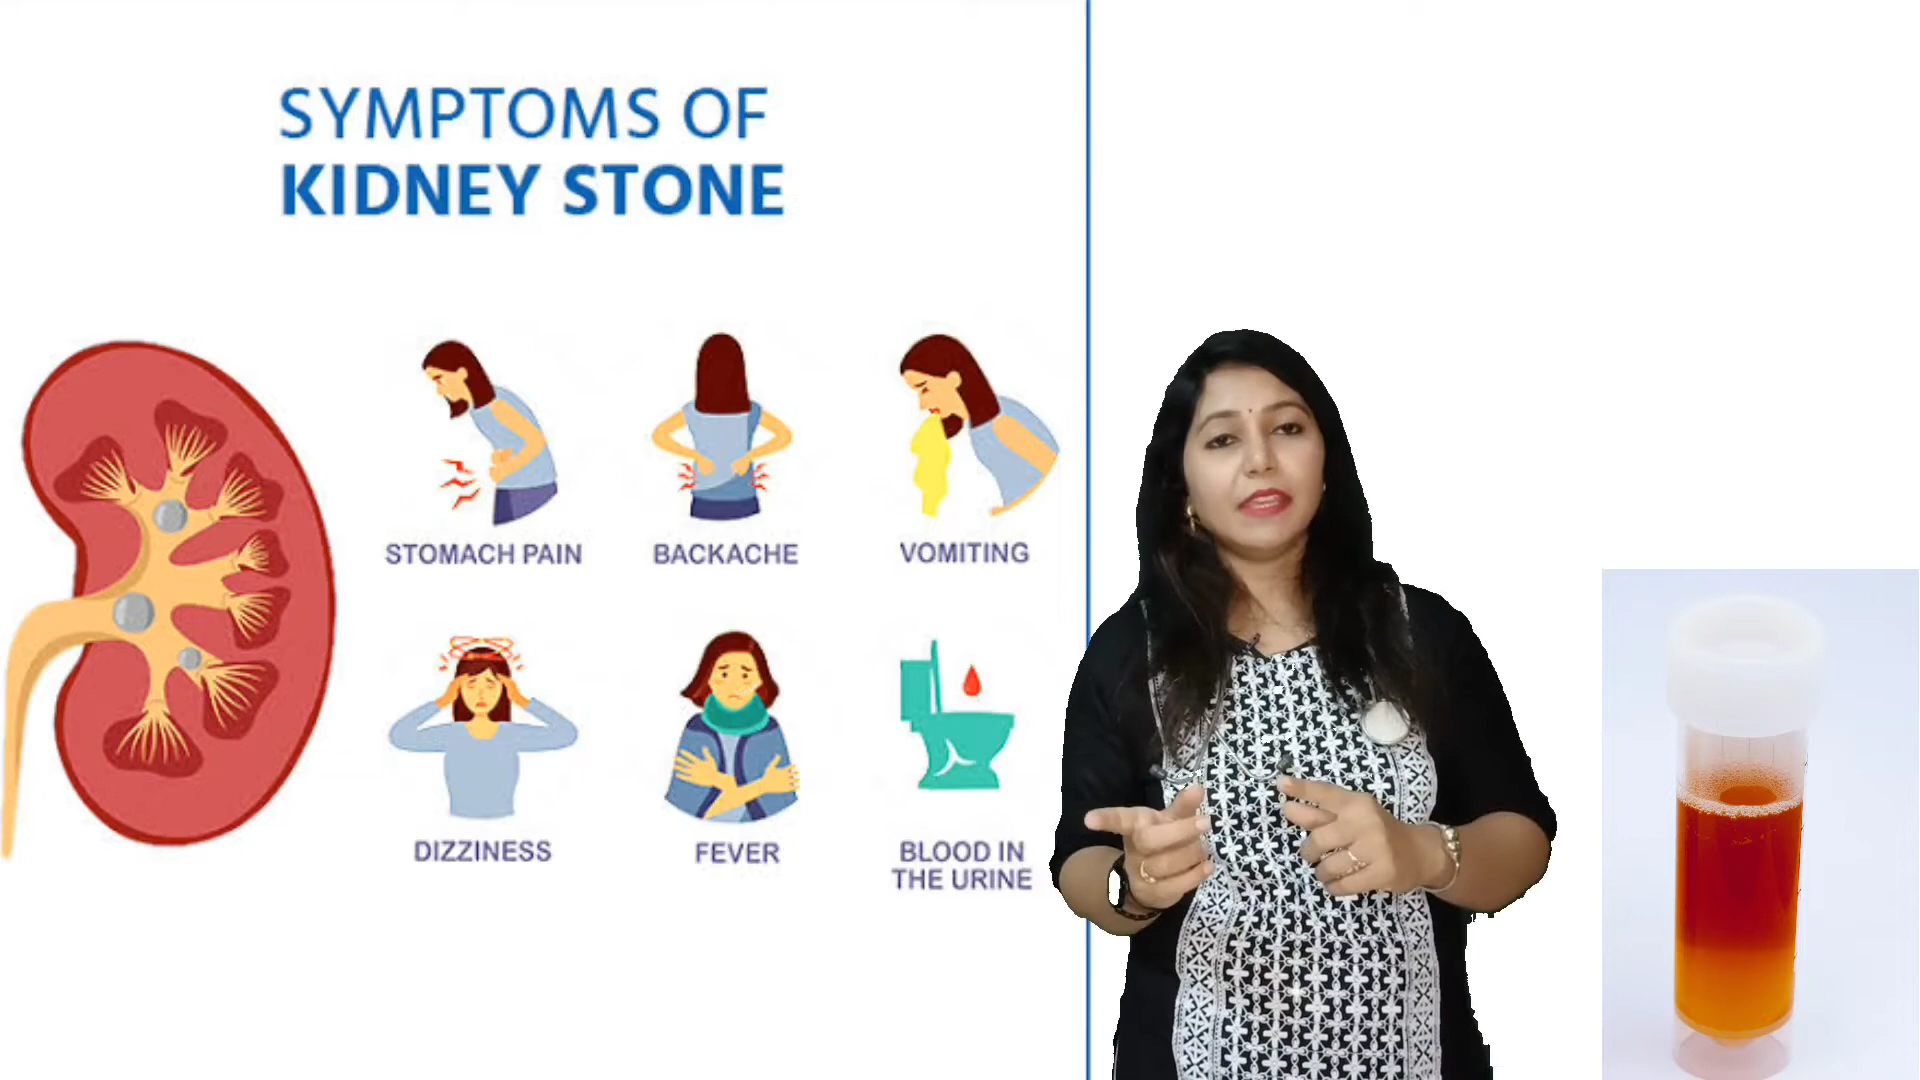 SYMPTOMS OF
KIDNEY STONE
STOMACH PAIN
BACKACHE
VOMITING
DIZZINESS
FEVER
BLOOD IN
THE URINE